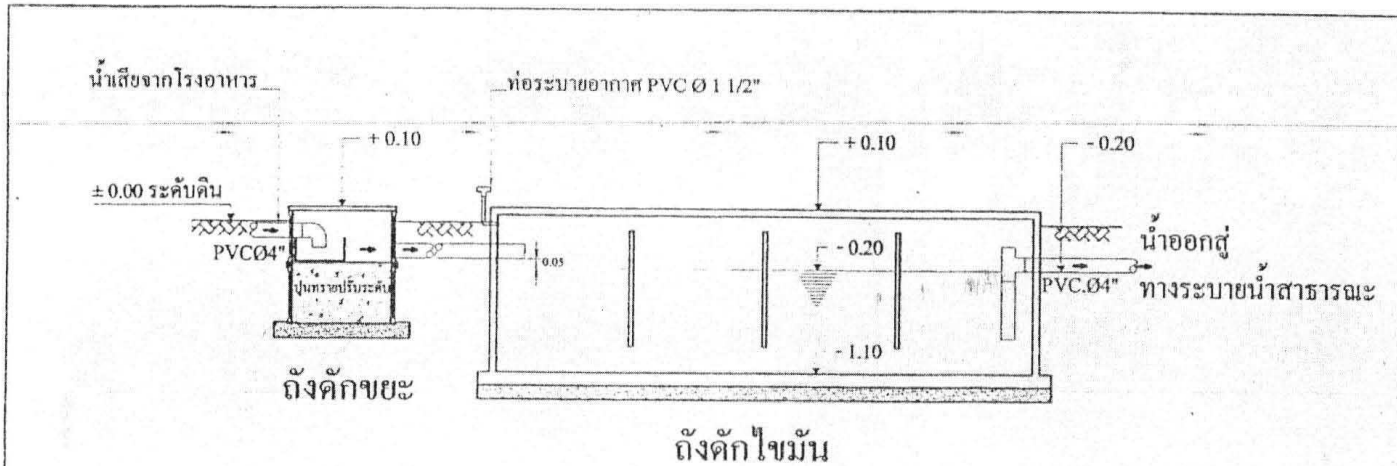 น้ำเสียจากโรงอาหาร
ท่อระบายอากาศ PVC Ø 1 1/2"
+ 0.10
+ 0.10
- 0.20
± 0.00 ระดับดิน
PVCØ4"
0.05
- 0.20
น้ำออกสู่
ปูนทรายปรับระดับ
PVC.Ø4"
ทางระบายน้ำสาธารณะ
- 1.10
ถังดักขยะ
ถังดักไขมัน